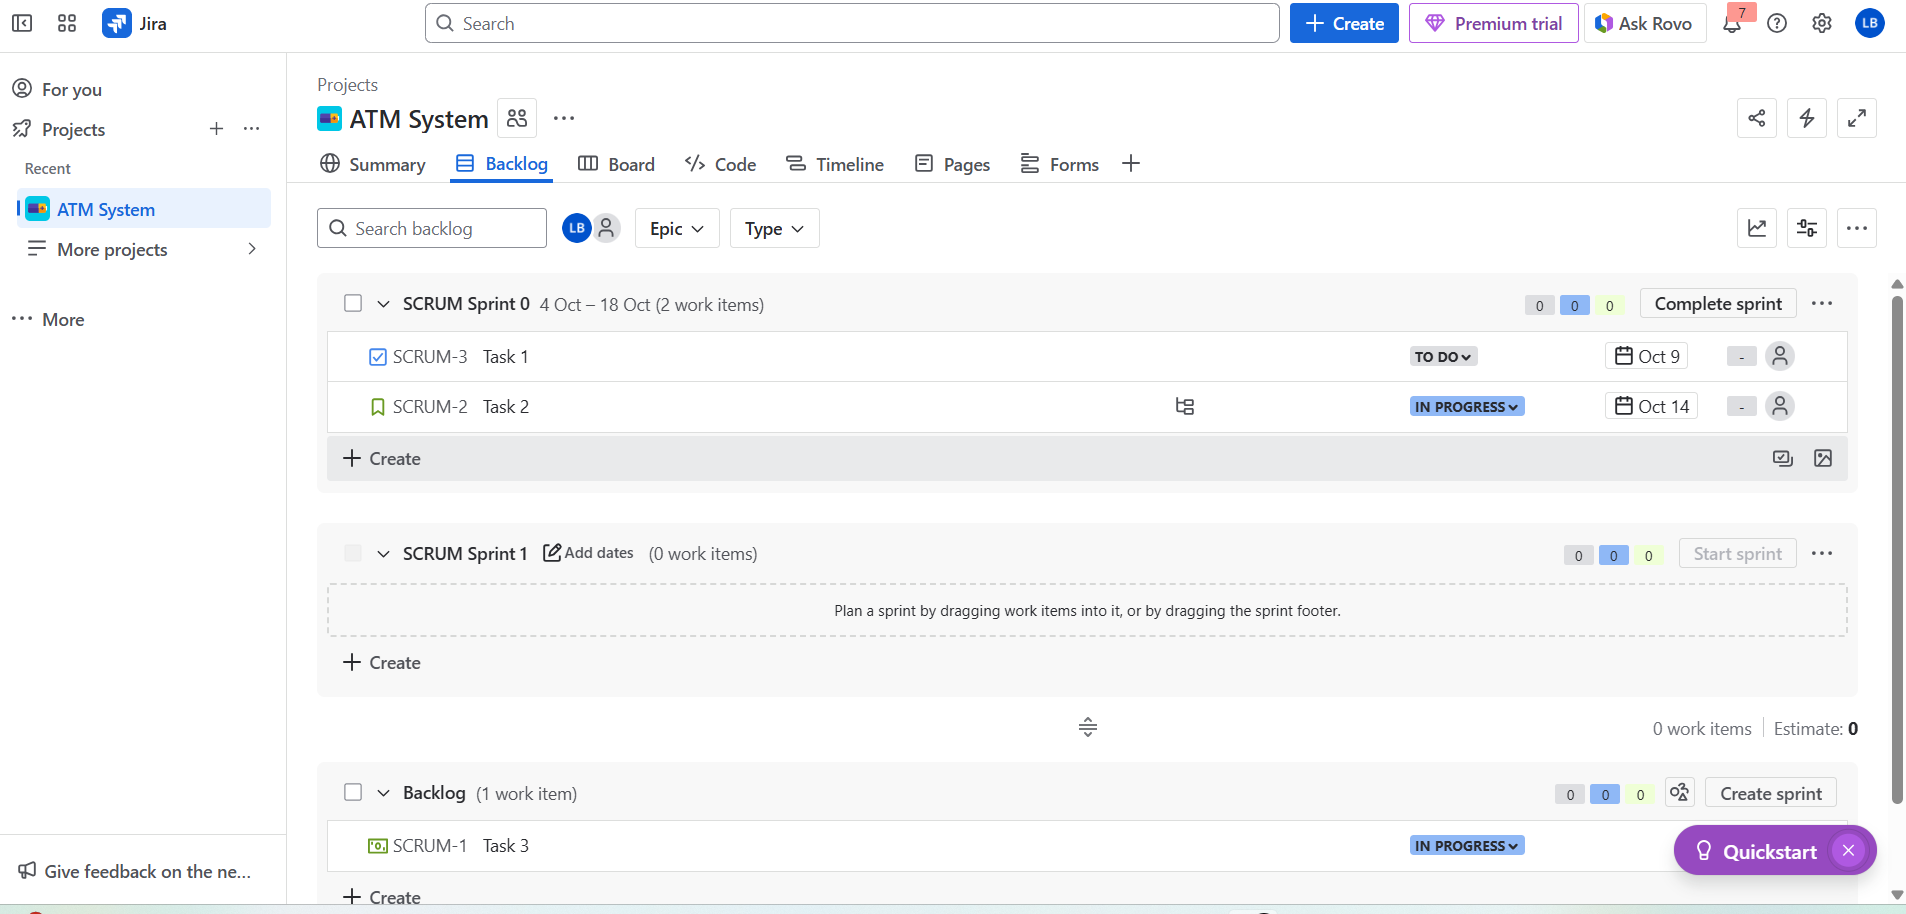 Jira
Search
Create
Premium trial
Ask Rovo
7
LB
For you
Projects
Recent
ATM System
More projects
More
Give feedback on the ne...
Projects
ATM System
Summary
Backlog
Board
Code
Timeline
Pages
Forms
Search backlog
LB
Epic
Type
SCRUM Sprint 0 4 Oct – 18 Oct (2 work items)
0 0 0
Complete sprint
SCRUM-3 Task 1 TO DO Oct 9 -
SCRUM-2 Task 2 IN PROGRESS Oct 14 -
Create
SCRUM Sprint 1 Add dates (0 work items)
0 0 0
Start sprint
Plan a sprint by dragging work items into it, or by dragging the sprint footer.
Create
0 work items Estimate: 0
Backlog (1 work item)
0 0 0
Create sprint
SCRUM-1 Task 3 IN PROGRESS
Quickstart
Create